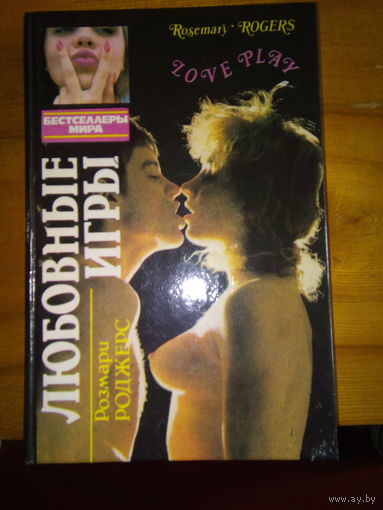 Rosemary · ROGERS
LOVE PLAY
БЕСТСЕЛЛЕРЫ
МИРА
ЛЮБОВНЫЕ
ИГРЫ
Розмари
РОДЖЕРС
www.ay.by